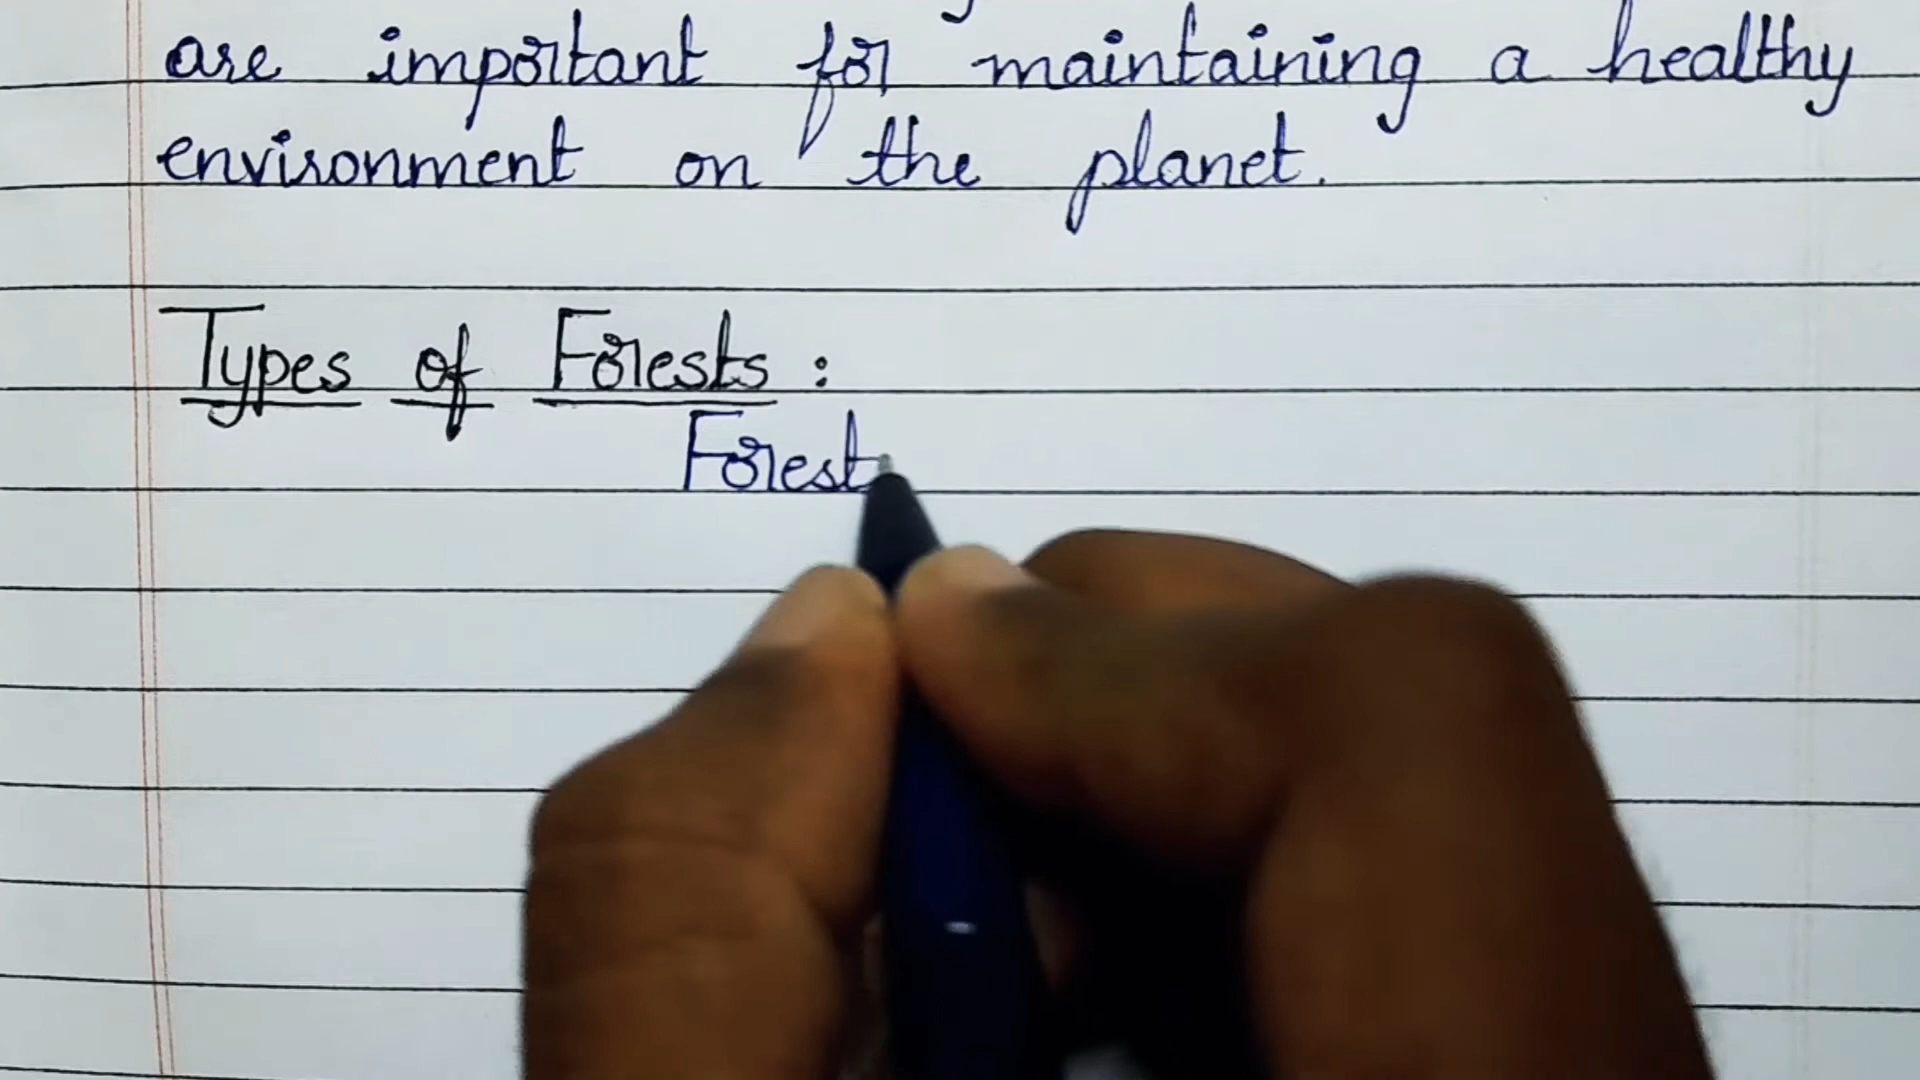 are important for maintaining a healthy
environment on the planet.
Types of Forests :
Forest